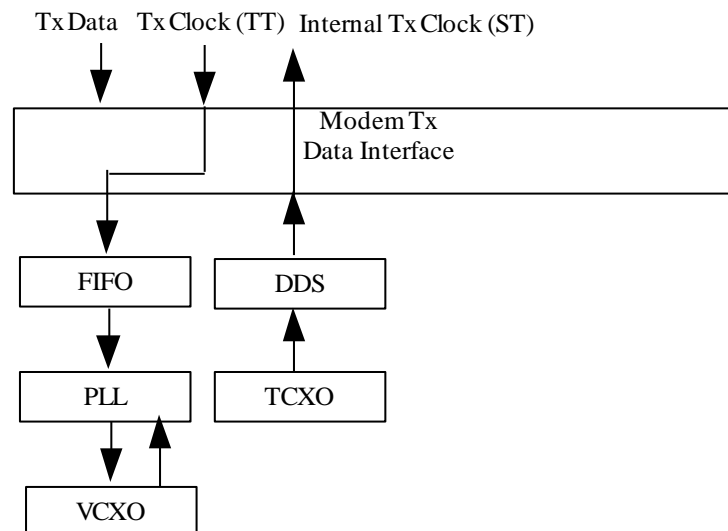 Tx Data Tx Clock (TT) Internal Tx Clock (ST)
Modem Tx
Data Interface
FIFO DDS
PLL TCXO
VCXO